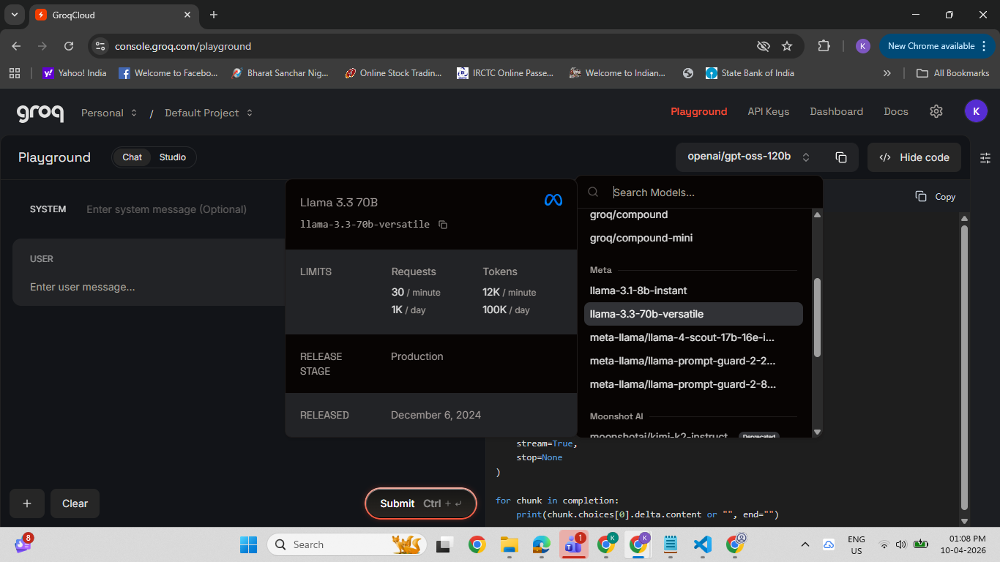 GroqCloud
console.groq.com/playground
K
New Chrome available
Yahoo! India
Welcome to Facebo...
Bharat Sanchar Nig...
Online Stock Tradin...
IRCTC Online Passe...
Welcome to Indian...
State Bank of India
All Bookmarks
groq
Personal
/
Default Project
Playground
API Keys
Dashboard
Docs
K
Playground
Chat
Studio
openai/gpt-oss-120b
</> Hide code
SYSTEM
Enter system message (Optional)
USER
Enter user message...
Llama 3.3 70B
llama-3.3-70b-versatile
LIMITS
Requests
Tokens
30 / minute
12K / minute
1K / day
100K / day
RELEASE STAGE
Production
RELEASED
December 6, 2024
Search Models...
groq/compound
groq/compound-mini
Meta
llama-3.1-8b-instant
llama-3.3-70b-versatile
meta-llama/llama-4-scout-17b-16e-i...
meta-llama/llama-prompt-guard-2-2...
meta-llama/llama-prompt-guard-2-8...
Moonshot AI
moonshotai/kimi-k2-instruct
Deprecated
Copy
stream=True,
stop=None
)
for chunk in completion:
print(chunk.choices[0].delta.content or "", end="")
+
Clear
Submit Ctrl + ↵
8
Search
1
K
K
ENG
US
01:08 PM
10-04-2026